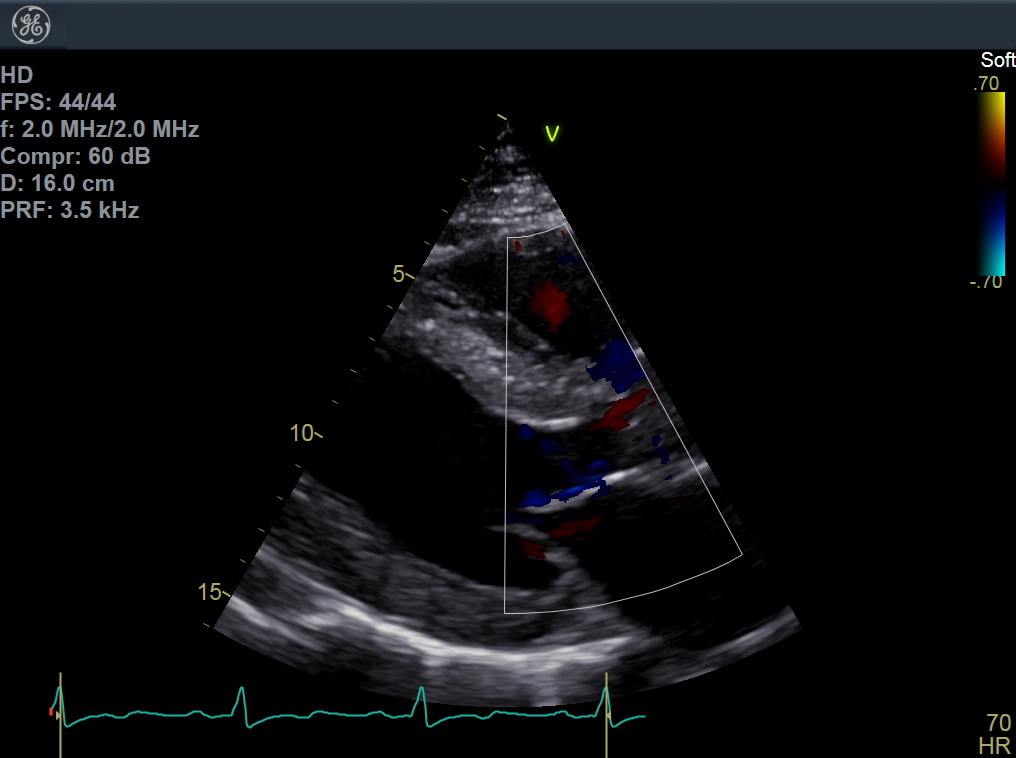 Soft
HD
.70
FPS: 44/44
f: 2.0 MHz/2.0 MHz
V
Compr: 60 dB
D: 16.0 cm
PRF: 3.5 kHz
5
-.70
10
15
70
HR